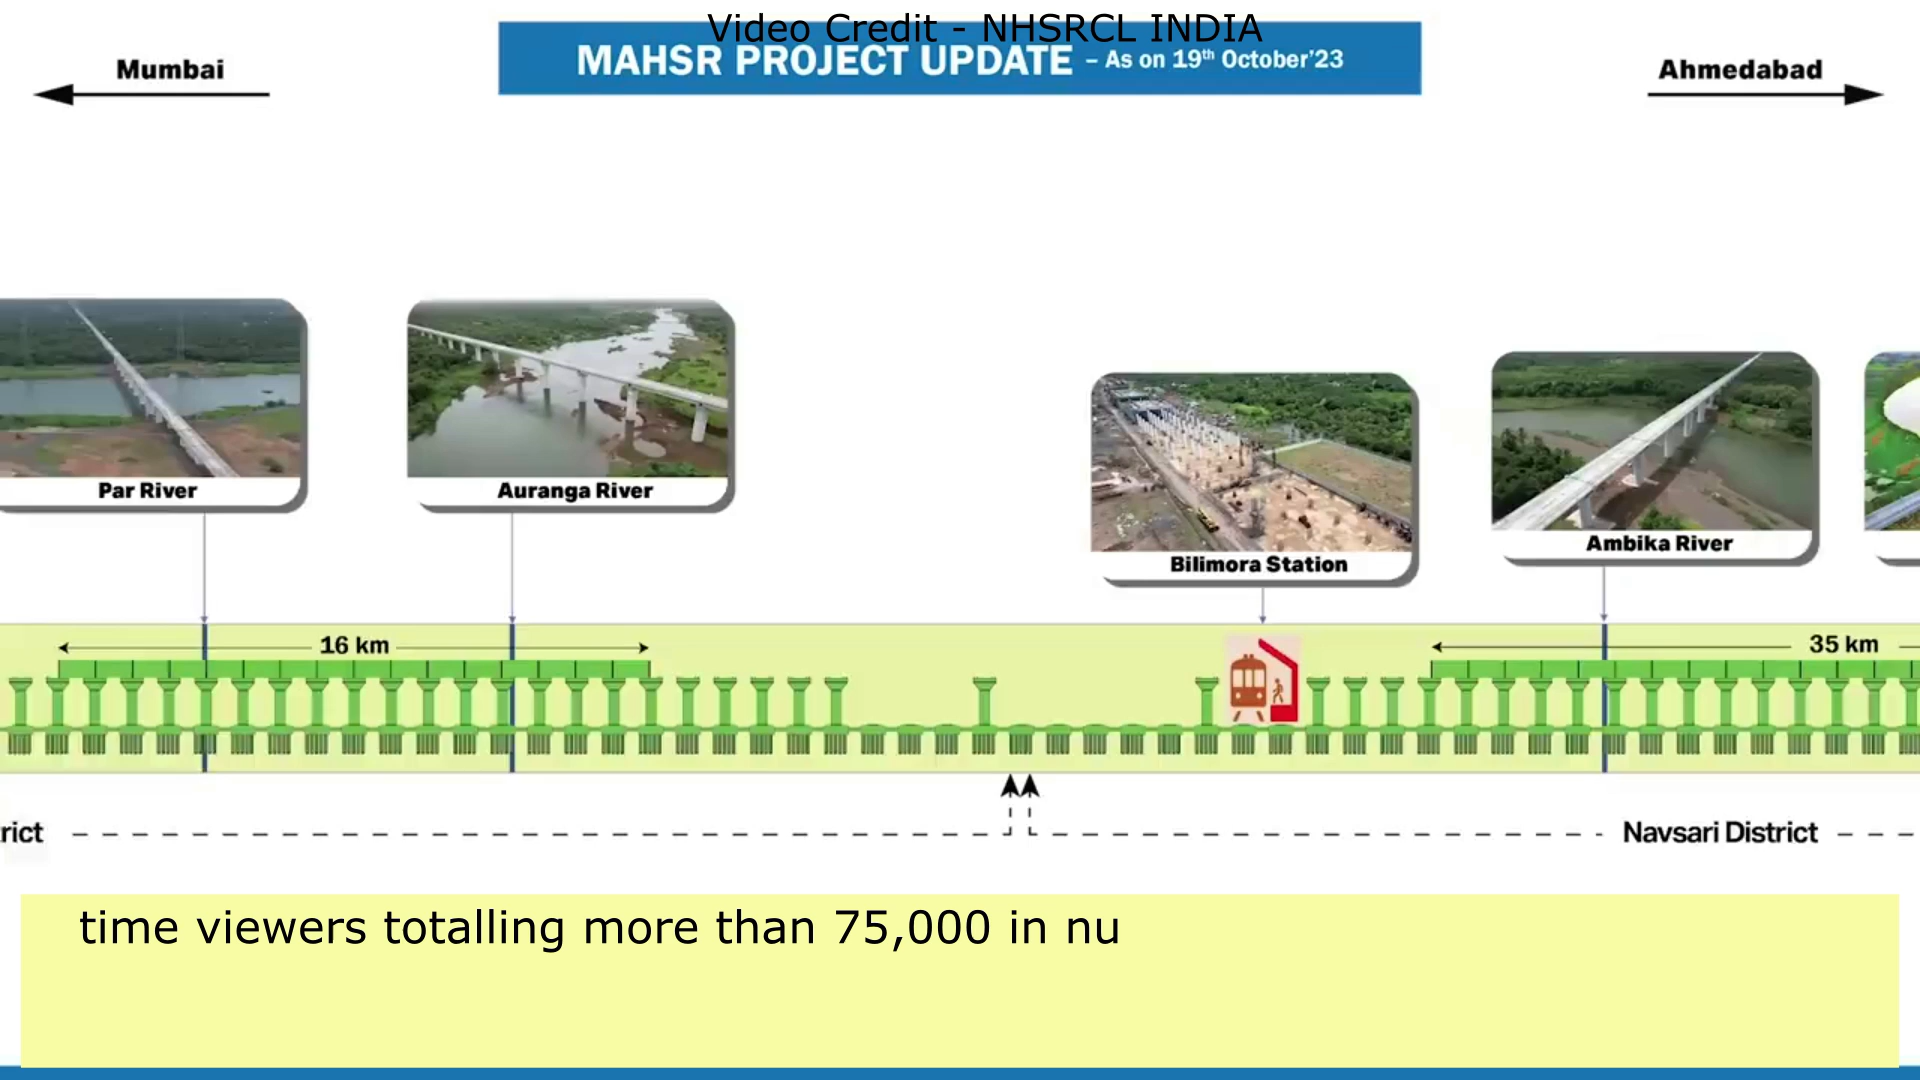 Video Credit - NHSRCL INDIA
MAHSR PROJECT UPDATE – As on 19th October'23
Mumbai
Ahmedabad
Par River
Auranga River
Bilimora Station
Ambika River
16 km
35 km
rict
Navsari District
time viewers totalling more than 75,000 in nu